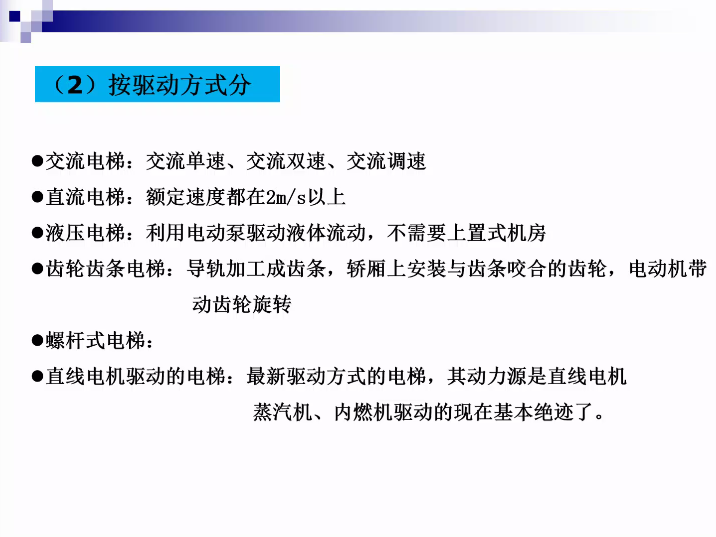 （2）按驱动方式分
●交流电梯：交流单速、交流双速、交流调速
●直流电梯：额定速度都在2m/s以上
●液压电梯：利用电动泵驱动液体流动，不需要上置式机房
●齿轮齿条电梯：导轨加工成齿条，轿厢上安装与齿条咬合的齿轮，电动机带
动齿轮旋转
●螺杆式电梯：
●直线电机驱动的电梯：最新驱动方式的电梯，其动力源是直线电机
蒸汽机、内燃机驱动的现在基本绝迹了。